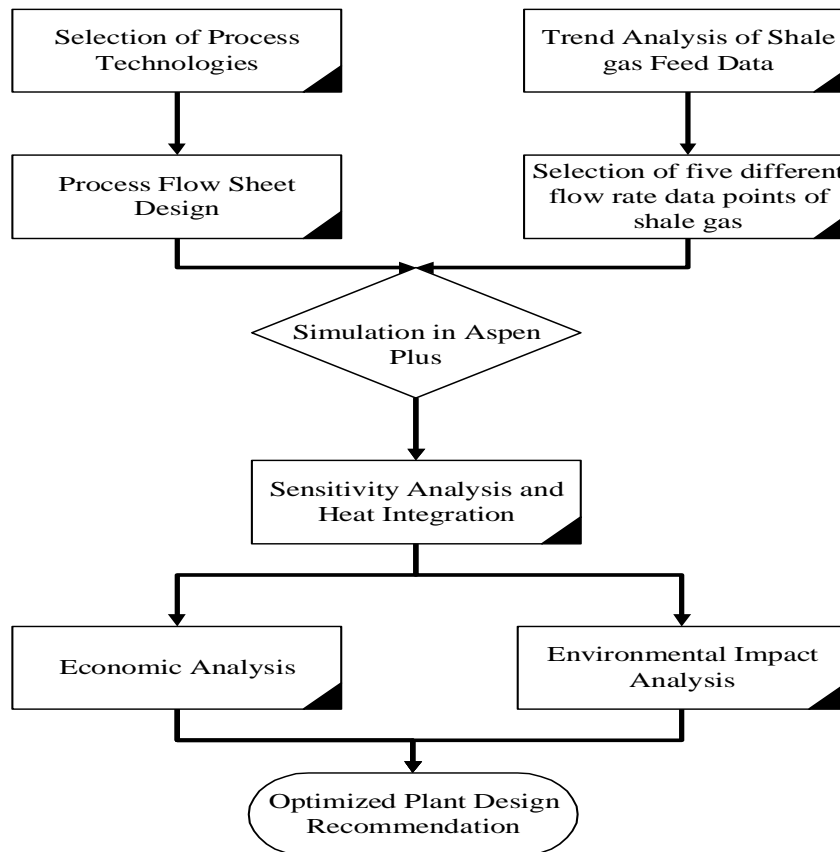 Selection of Process
Technologies
Trend Analysis of Shale
gas Feed Data
Process Flow Sheet
Design
Selection of five different
flow rate data points of
shale gas
Simulation in Aspen
Plus
Sensitivity Analysis and
Heat Integration
Economic Analysis
Environmental Impact
Analysis
Optimized Plant Design
Recommendation